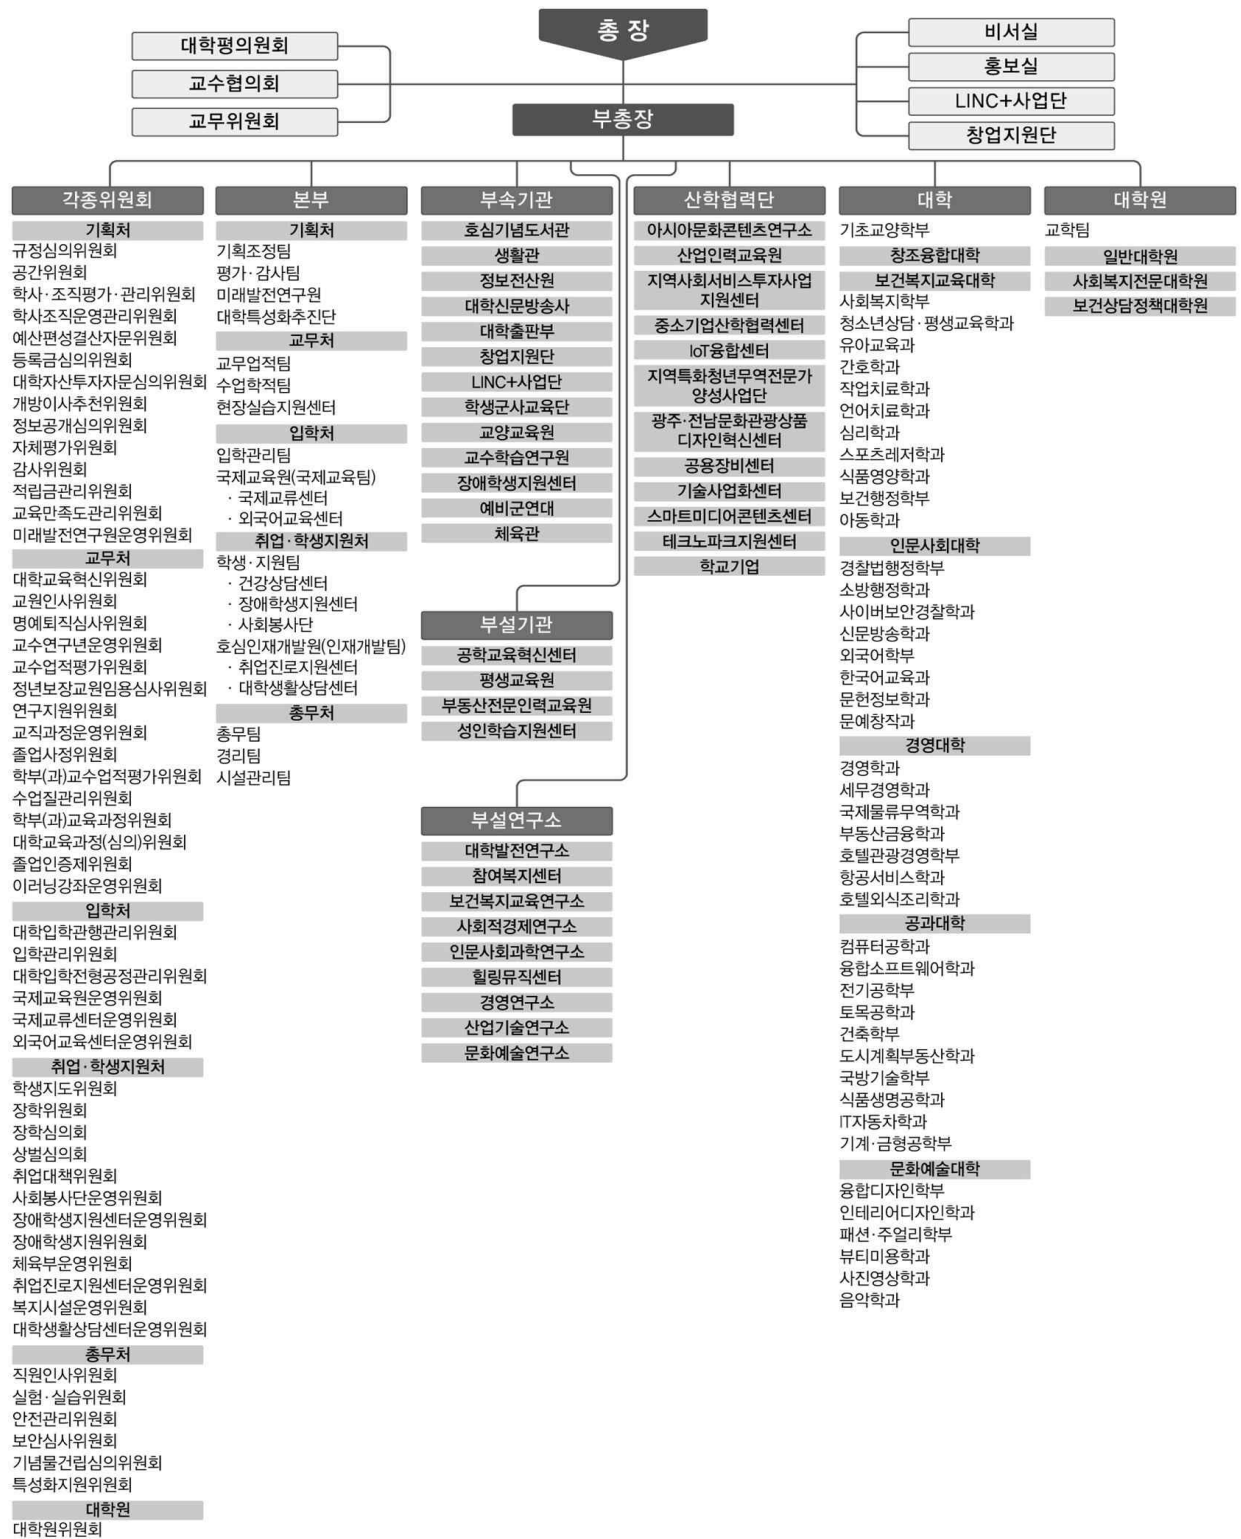 총 장
대학평의원회
교수협의회
교무위원회
비서실
홍보실
LINC+사업단
창업지원단
부총장
각종위원회
기획처
규정심의위원회
공간위원회
학사·조직평가·관리위원회
학사조직운영관리위원회
예산편성결산자문위원회
등록금심의위원회
대학자산투자자문심의위원회
개방이사추천위원회
정보공개심의위원회
자체평가위원회
감사위원회
적립금관리위원회
교육만족도관리위원회
미래발전연구원운영위원회
교무처
대학교육혁신위원회
교원인사위원회
명예퇴직심사위원회
교수연구년운영위원회
교수업적평가위원회
정년보장교원임용심사위원회
연구지원위원회
교직과정운영위원회
졸업사정위원회
학부(과)교수업적평가위원회
수업질관리위원회
학부(과)교육과정위원회
대학교육과정(심의)위원회
졸업인증제위원회
이러닝강좌운영위원회
입학처
대학입학관행관리위원회
입학관리위원회
대학입학전형공정관리위원회
국제교육원운영위원회
국제교류센터운영위원회
외국어교육센터운영위원회
취업·학생지원처
학생지도위원회
장학위원회
장학심의회
상벌심의회
취업대책위원회
사회봉사단운영위원회
장애학생지원센터운영위원회
장애학생지원위원회
체육부운영위원회
취업진로지원센터운영위원회
복지시설운영위원회
대학생활상담센터운영위원회
총무처
직원인사위원회
실험·실습위원회
안전관리위원회
보안심사위원회
기념물건립심의위원회
특성화지원위원회
대학원
대학원위원회
본부
기획처
기획조정팀
평가·감사팀
미래발전연구원
대학특성화추진단
교무처
교무업적팀
수업학적팀
현장실습지원센터
입학처
입학관리팀
국제교육원(국제교육팀)
· 국제교류센터
· 외국어교육센터
취업·학생지원처
학생·지원팀
· 건강상담센터
· 장애학생지원센터
· 사회봉사단
호심인재개발원(인재개발팀)
· 취업진로지원센터
· 대학생활상담센터
총무처
총무팀
경리팀
시설관리팀
부속기관
호심기념도서관
생활관
정보전산원
대학신문방송사
대학출판부
창업지원단
LINC+사업단
학생군사교육단
교양교육원
교수학습연구원
장애학생지원센터
예비군연대
체육관
부설기관
공학교육혁신센터
평생교육원
부동산전문인력교육원
성인학습지원센터
부설연구소
대학발전연구소
참여복지센터
보건복지교육연구소
사회적경제연구소
인문사회과학연구소
힐링뮤직센터
경영연구소
산업기술연구소
문화예술연구소
산학협력단
아시아문화콘텐츠연구소
산업인력교육원
지역사회서비스투자사업
지원센터
중소기업산학협력센터
IoT융합센터
지역특화청년무역전문가
양성사업단
광주·전남문화관광상품
디자인혁신센터
공용장비센터
기술사업화센터
스마트미디어콘텐츠센터
테크노파크지원센터
학교기업
대학
기초교양학부
창조융합대학
보건복지교육대학
사회복지학부
청소년상담·평생교육학과
유아교육과
간호학과
작업치료학과
언어치료학과
심리학과
스포츠레저학과
식품영양학과
보건행정학부
아동학과
인문사회대학
경찰법행정학부
소방행정학과
사이버보안경찰학과
신문방송학과
외국어학부
한국어교육과
문헌정보학과
문예창작과
경영대학
경영학과
세무경영학과
국제물류무역학과
부동산금융학과
호텔관광경영학부
항공서비스학과
호텔외식조리학과
공과대학
컴퓨터공학과
융합소프트웨어학과
전기공학부
토목공학과
건축학부
도시계획부동산학과
국방기술학부
식품생명공학과
IT자동차학과
기계·금형공학부
문화예술대학
융합디자인학부
인테리어디자인학과
패션·주얼리학부
뷰티미용학과
사진영상학과
음악학과
대학원
교학팀
일반대학원
사회복지전문대학원
보건상담정책대학원